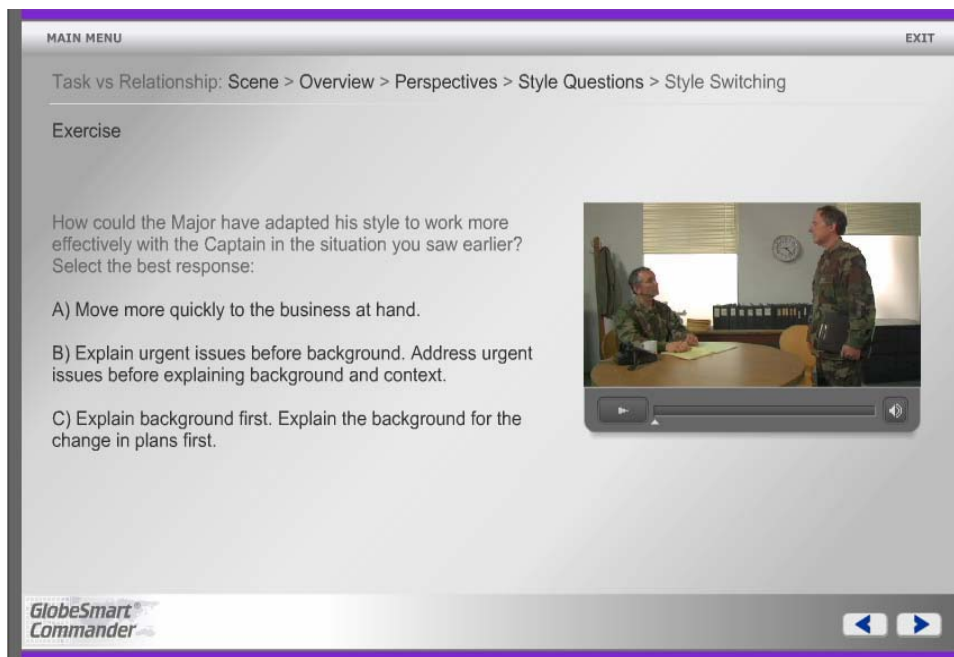 MAIN MENU
EXIT
Task vs Relationship: Scene > Overview > Perspectives > Style Questions > Style Switching
Exercise
How could the Major have adapted his style to work more
effectively with the Captain in the situation you saw earlier?
Select the best response:
A) Move more quickly to the business at hand.
B) Explain urgent issues before background. Address urgent
issues before explaining background and context.
C) Explain background first. Explain the background for the
change in plans first.
GlobeSmart®
Commander